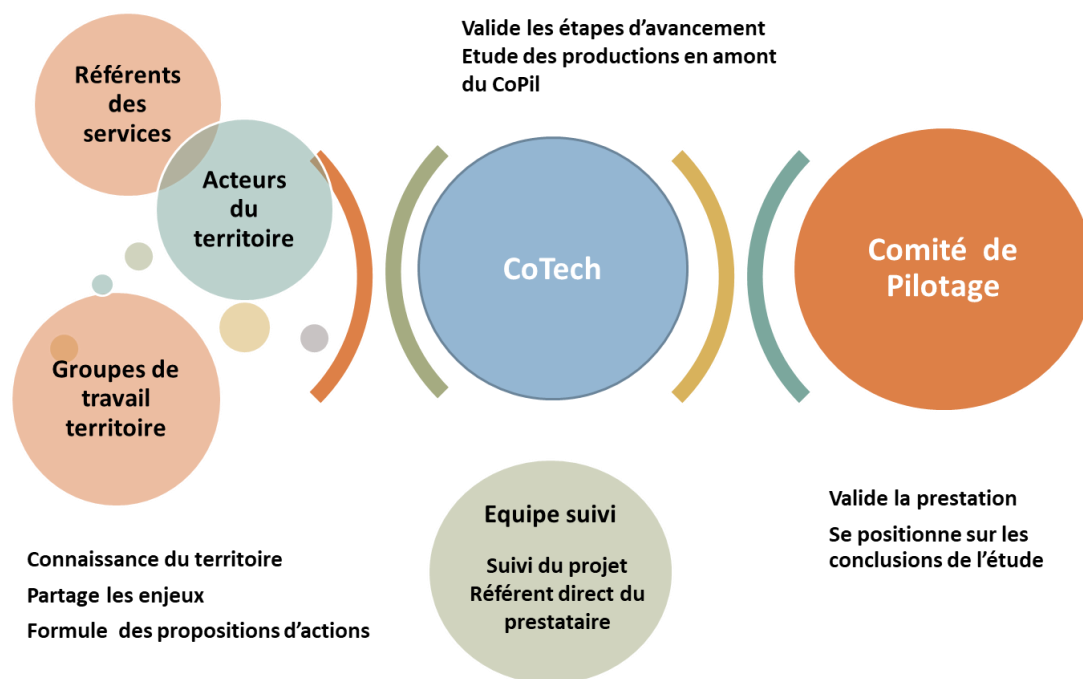 Référents
des
services
Acteurs
du
territoire
Groupes de
travail
territoire
Connaissance du territoire
Partage les enjeux
Formule des propositions d'actions
Valide les étapes d'avancement
Etude des productions en amont
du CoPil
CoTech
Equipe suivi
Suivi du projet
Référent direct du
prestataire
Comité de
Pilotage
Valide la prestation
Se positionne sur les
conclusions de l'étude